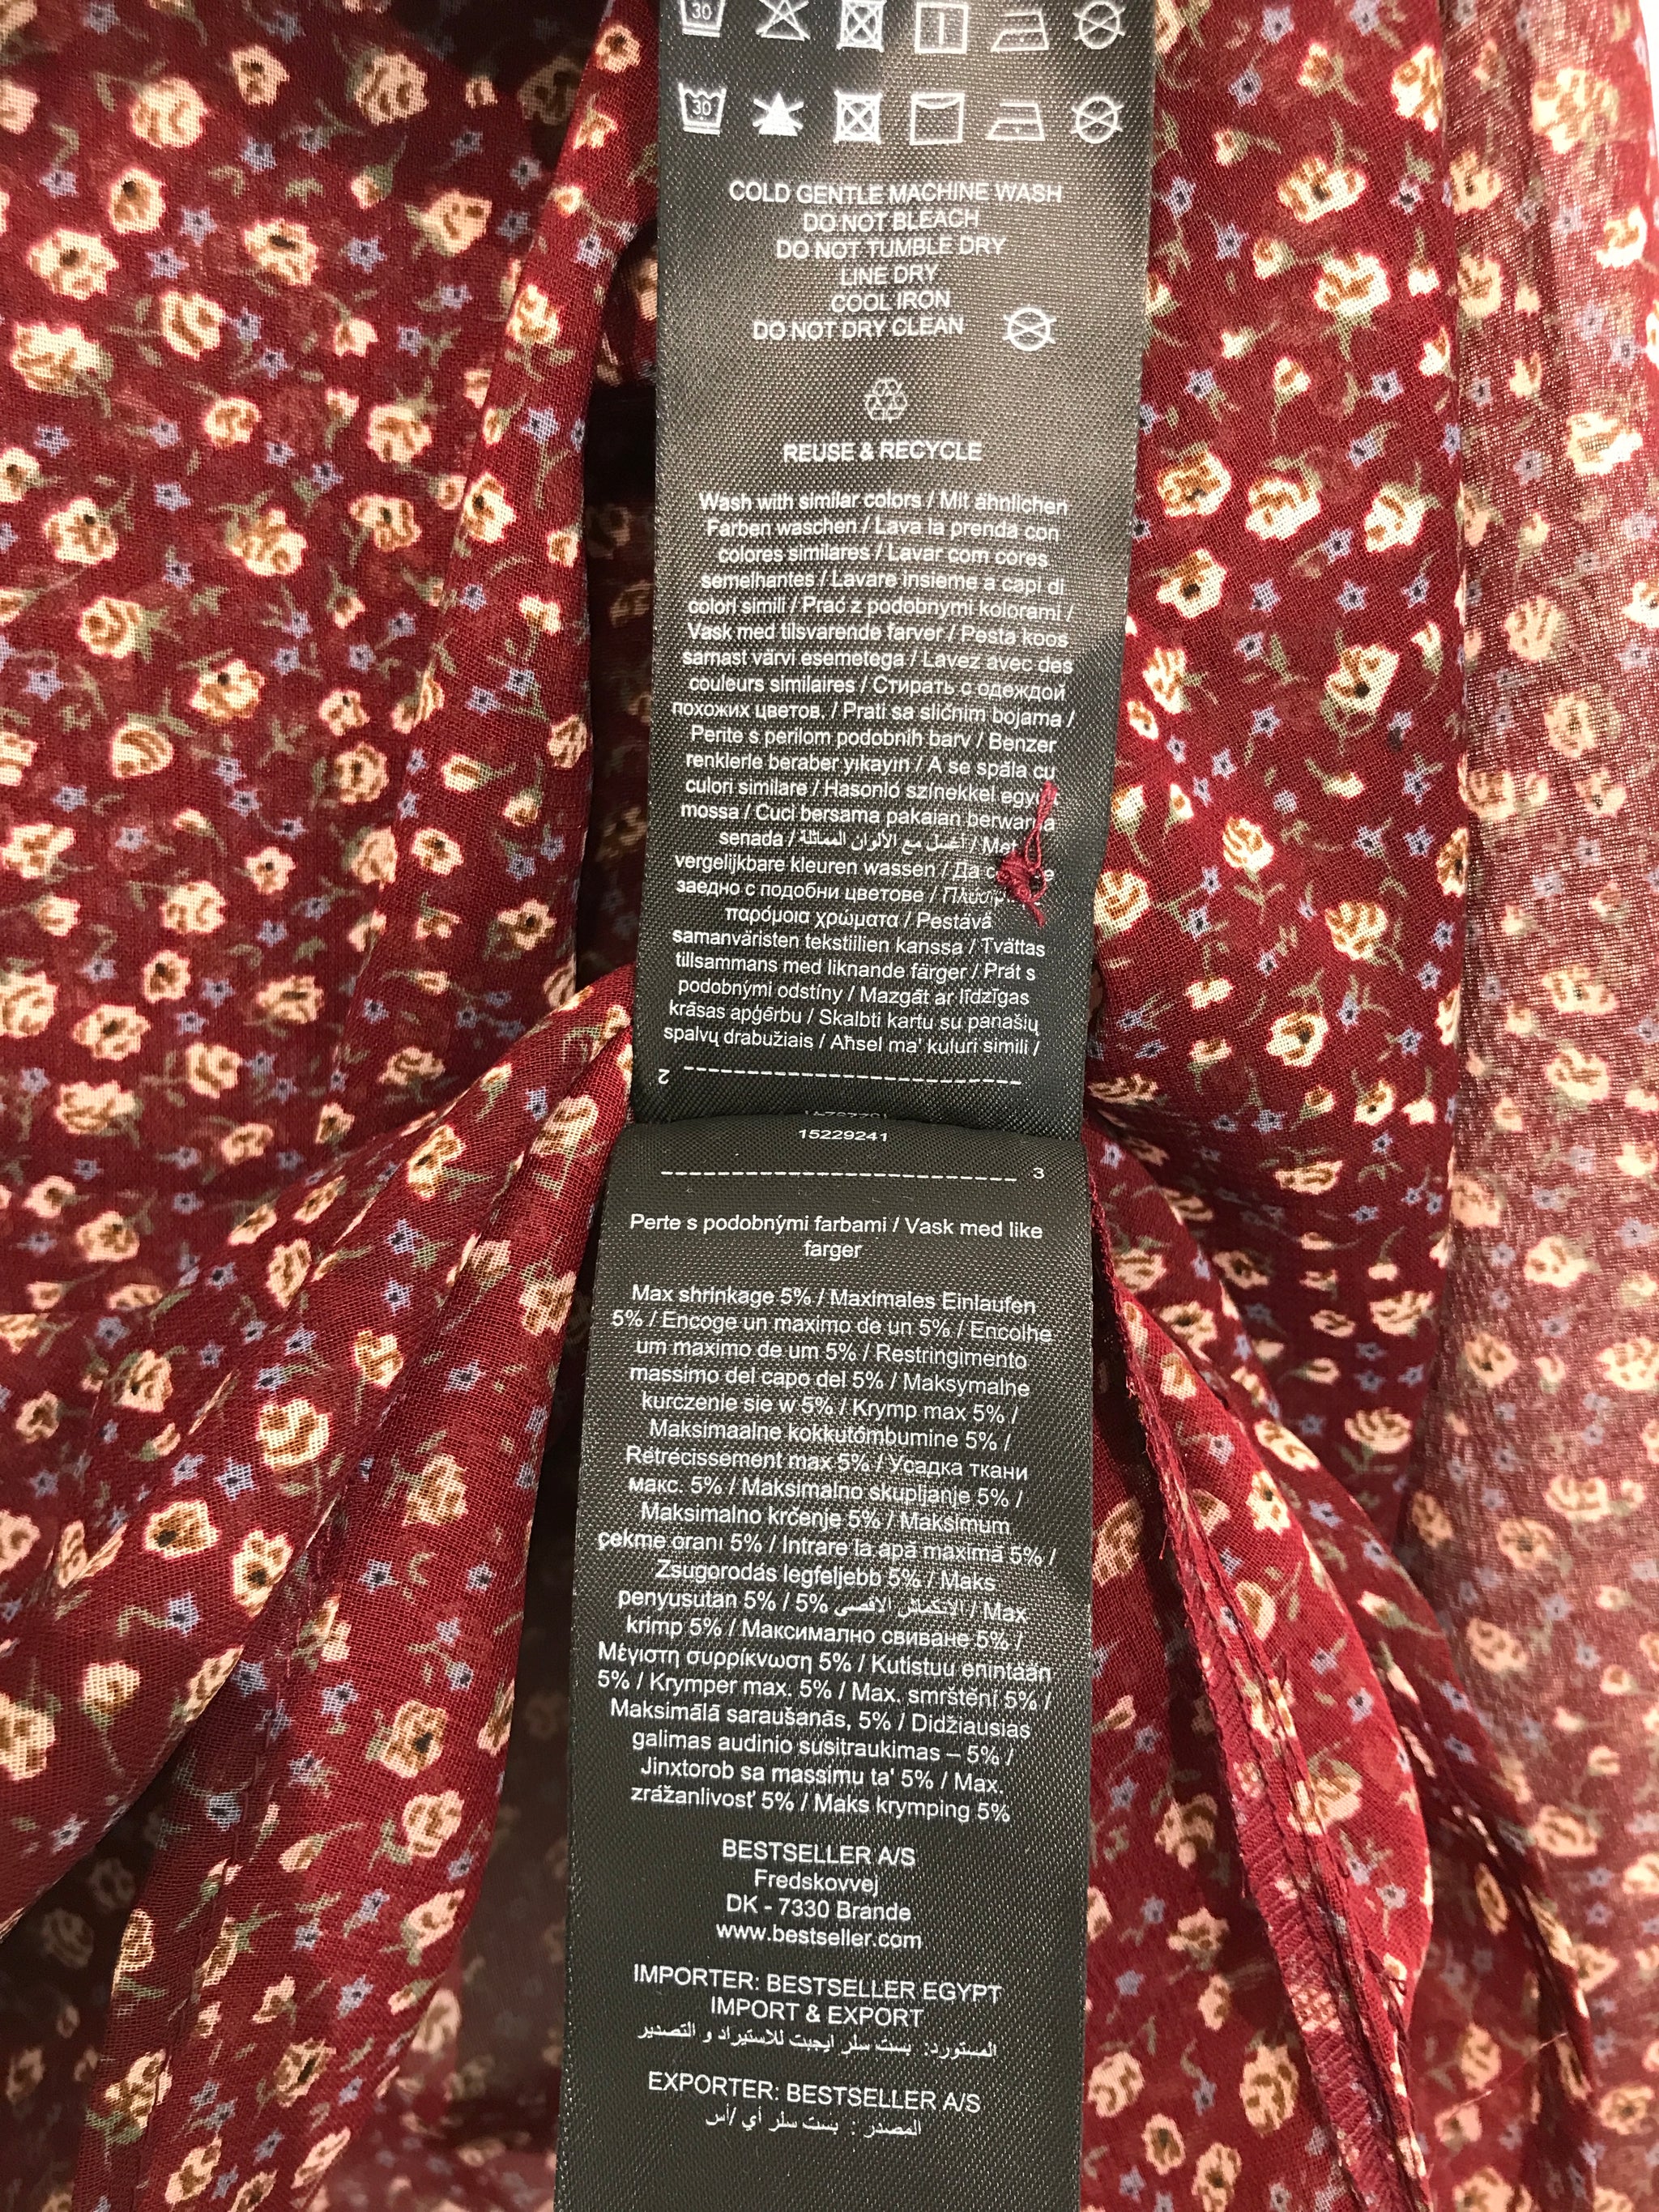 30
30
COLD GENTLE MACHINE WASH
DO NOT BLEACH
DO NOT TUMBLE DRY
LINE DRY
COOL IRON
DO NOT DRY CLEAN
REUSE & RECYCLE
Wash with similar colors / Mit ähnlichen
Farben waschen / Lava la prenda con
colores similares / Lavar com cores
semelhantes / Lavare insieme a capi di
colori simili / Prać z podobnymi kolorami /
Vask med tilsvarende farver / Pesta koos
samast värvi esemetega / Lavez avec des
couleurs similaires / Стирать с одеждой
похожих цветов. / Prati sa sličnim bojama /
Perite s perilom podobnih barv / Benzer
renklerle beraber yıkayın / A se spăla cu
culori similare / Hasonló színekkel
mossa / Cuci bersama pakaian berwarna
senada / اغسل مع الألوان المماثلة / Met
vergelijkbare kleuren wassen / Да
заедно с подобни цветове /
παρόμοια χρώματα / Pestävä
samanväristen tekstiilien kanssa / Tvättas
tillsammans med liknande färger / Prát s
podobnými odstíny / Mazgāt ar līdzīgas
krāsas apģērbu / Skalbti kartu su panašių
spalvų drabužiais / Aħsel ma' kuluri simili /
2
15229241
3
Perte s podobnými farbami / Vask med like
farger
Max shrinkage 5% / Maximales Einlaufen
5% / Encoge un maximo de un 5% / Encolhe
um maximo de um 5% / Restringimento
massimo del capo del 5% / Maksymalne
kurczenie sie w 5% / Krymp max 5% /
Maksimaalne kokkutõmbumine 5% /
Rétrécissement max 5% / Усадка ткани
макс. 5% / Maksimalno skupljanje 5% /
Maksimalno krčenje 5% / Maksimum
çekme oranı 5% / Intrare la apă maximă 5% /
Zsugorodás legfeljebb 5% / Maks
penyusutan 5% / 5% الانكماش الاقصى / Max
krimp 5% / Максимално свиване 5% /
Μέγιστη συρρίκνωση 5% / Kutistuu enintään
5% / Krymper max. 5% / Max. smrštění 5% /
Maksimālā saraušanās, 5% / Didžiausias
galimas audinio susitraukimas – 5% /
Jinxtorob sa massimu ta' 5% / Max.
zrážanlivosť 5% / Maks krymping 5%
BESTSELLER A/S
Fredskovvej
DK - 7330 Brande
www.bestseller.com
IMPORTER: BESTSELLER EGYPT
IMPORT & EXPORT
المستورد: بست سلر ايجبت للاستيراد و التصدير
EXPORTER: BESTSELLER A/S
المصدر : بست سلر أي /أس